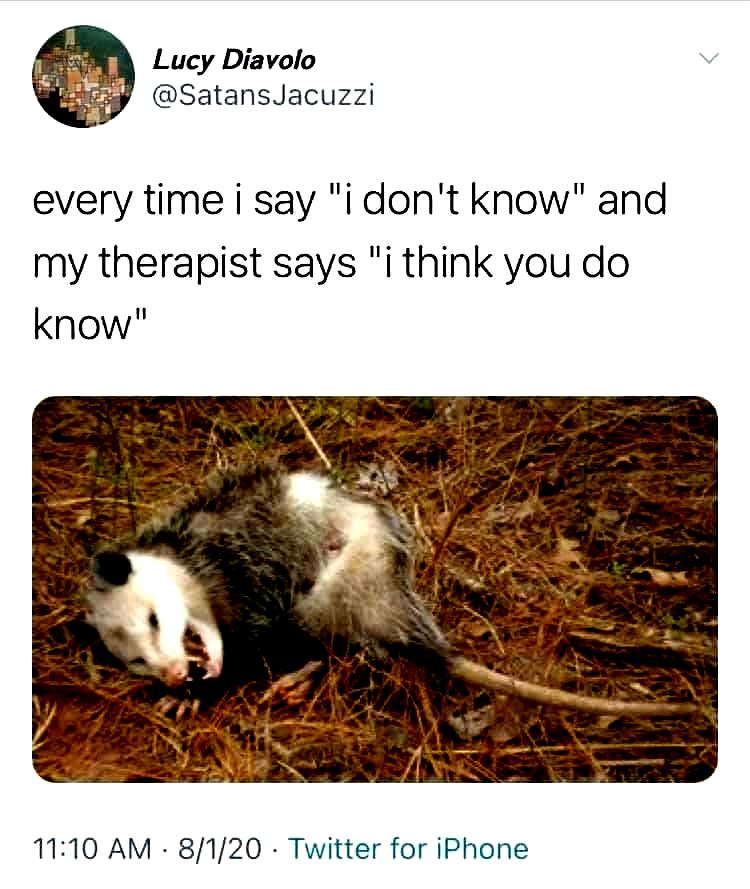 Lucy Diavolo
@SatansJacuzzi
every time i say "i don't know" and
my therapist says "i think you do
know"
11:10 AM · 8/1/20 · Twitter for iPhone